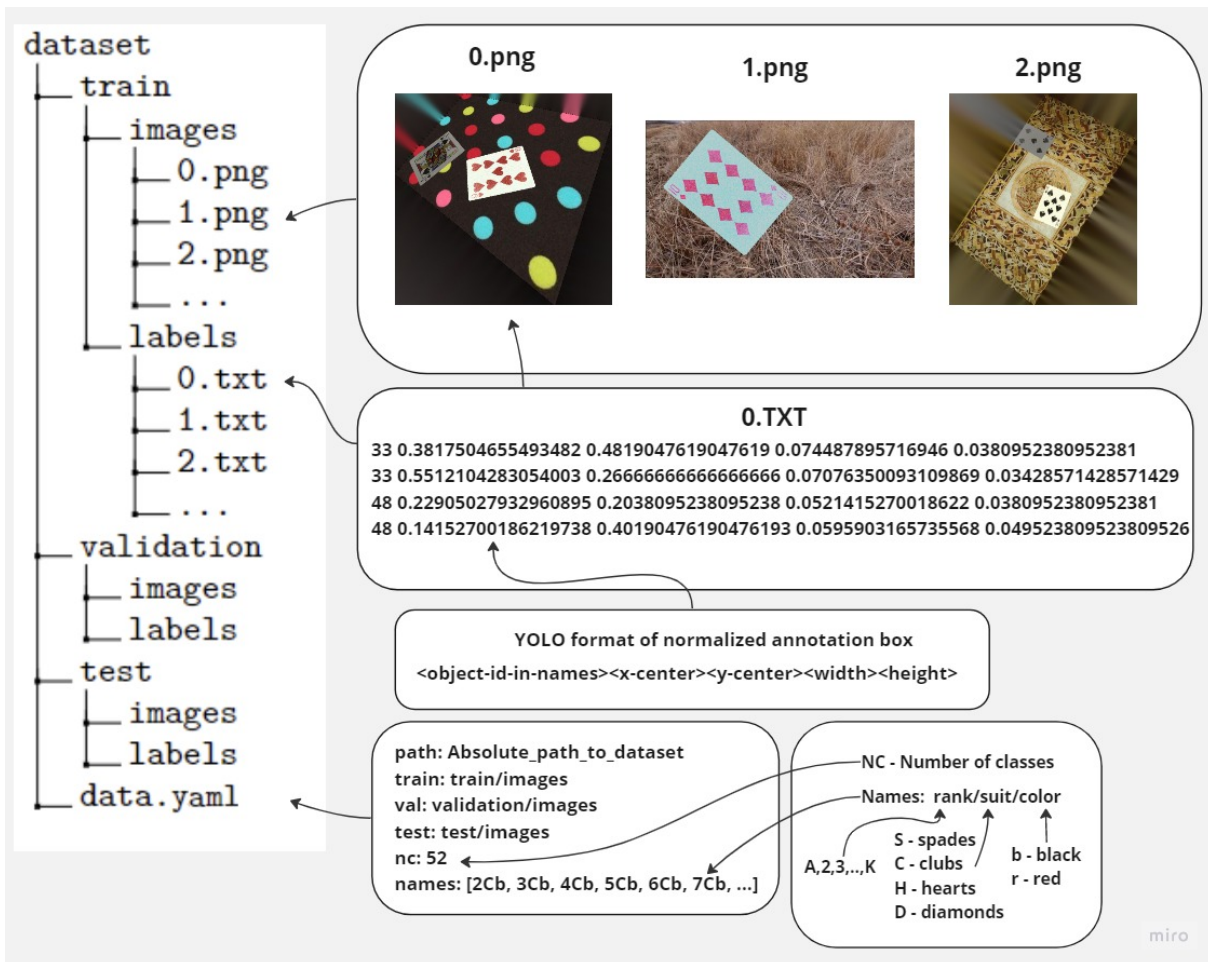 dataset
train
images
0.png
1.png
2.png
...
labels
0.txt
1.txt
2.txt
...
validation
images
labels
test
images
labels
data.yaml
0.png
1.png
2.png
0.TXT
33 0.3817504655493482 0.4819047619047619 0.074487895716946 0.0380952380952381
33 0.5512104283054003 0.26666666666666666 0.07076350093109869 0.03428571428571429
48 0.22905027932960895 0.2038095238095238 0.0521415270018622 0.0380952380952381
48 0.14152700186219738 0.40190476190476193 0.0595903165735568 0.049523809523809526
YOLO format of normalized annotation box
<object-id-in-names><x-center><y-center><width><height>
path: Absolute_path_to_dataset
train: train/images
val: validation/images
test: test/images
nc: 52
names: [2Cb, 3Cb, 4Cb, 5Cb, 6Cb, 7Cb, ...]
NC - Number of classes
Names: rank/suit/color
A,2,3,..,K
S - spades
C - clubs
H - hearts
D - diamonds
b - black
r - red
miro